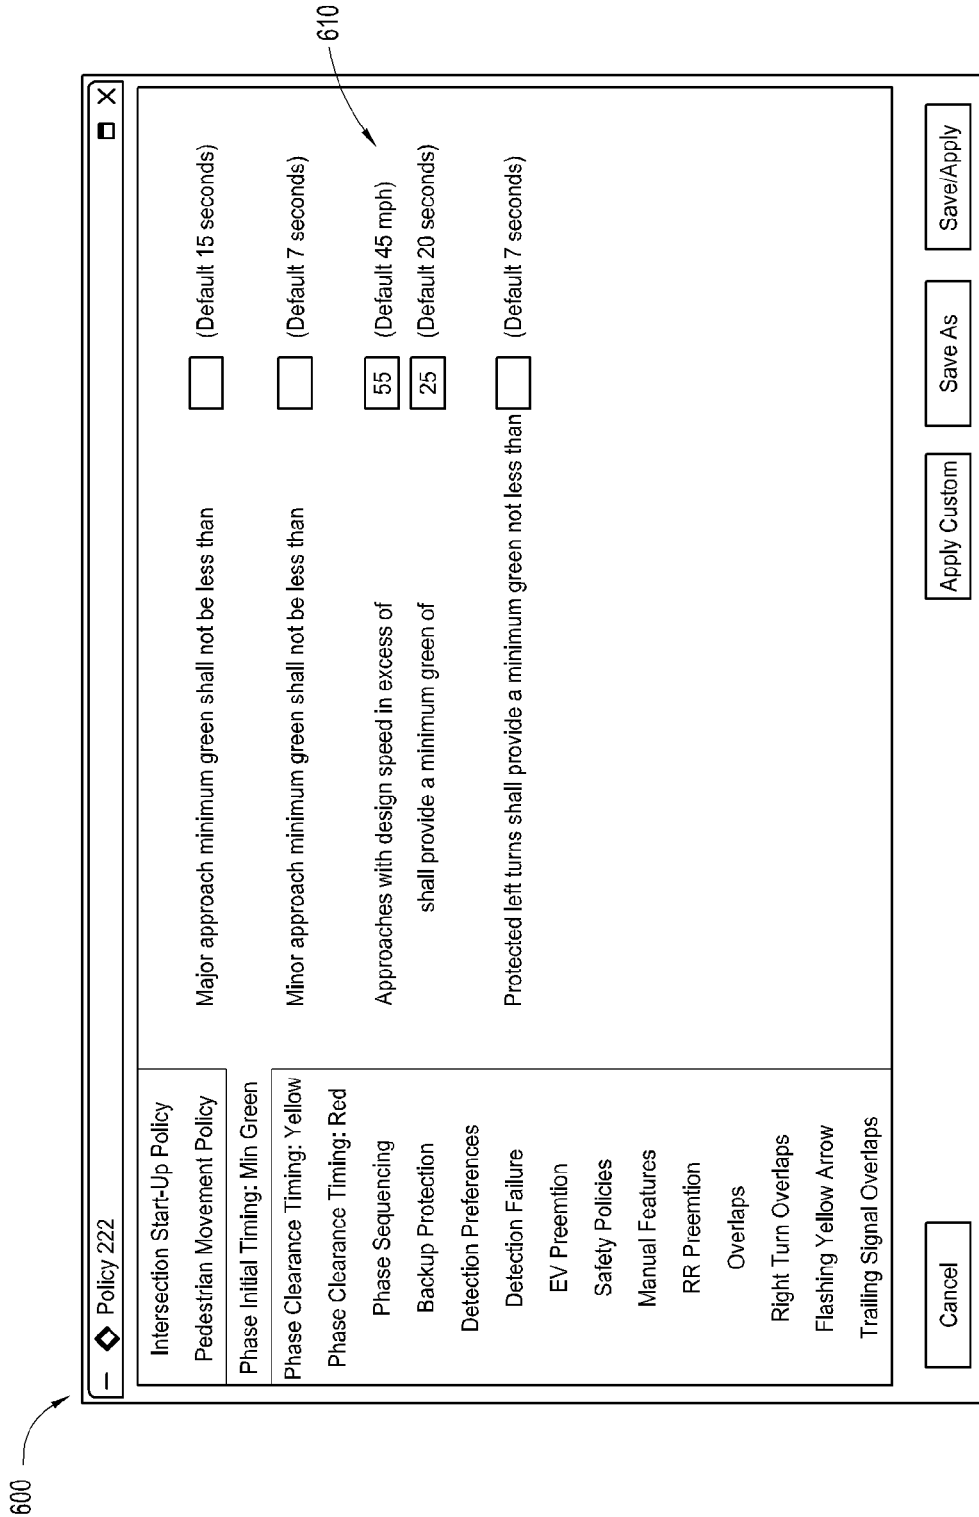 600
Policy 222
Intersection Start-Up Policy
Pedestrian Movement Policy
Phase Initial Timing: Min Green
Phase Clearance Timing: Yellow
Phase Clearance Timing: Red
Phase Sequencing
Backup Protection
Detection Preferences
Detection Failure
EV Preemtion
Safety Policies
Manual Features
RR Preemtion
Overlaps
Right Turn Overlaps
Flashing Yellow Arrow
Trailing Signal Overlaps
Major approach minimum green shall not be less than (Default 15 seconds)
Minor approach minimum green shall not be less than (Default 7 seconds)
Approaches with design speed in excess of 55 (Default 45 mph)
shall provide a minimum green of 25 (Default 20 seconds)
Protected left turns shall provide a minimum green not less than (Default 7 seconds)
610
Cancel
Apply Custom
Save As
Save/Apply